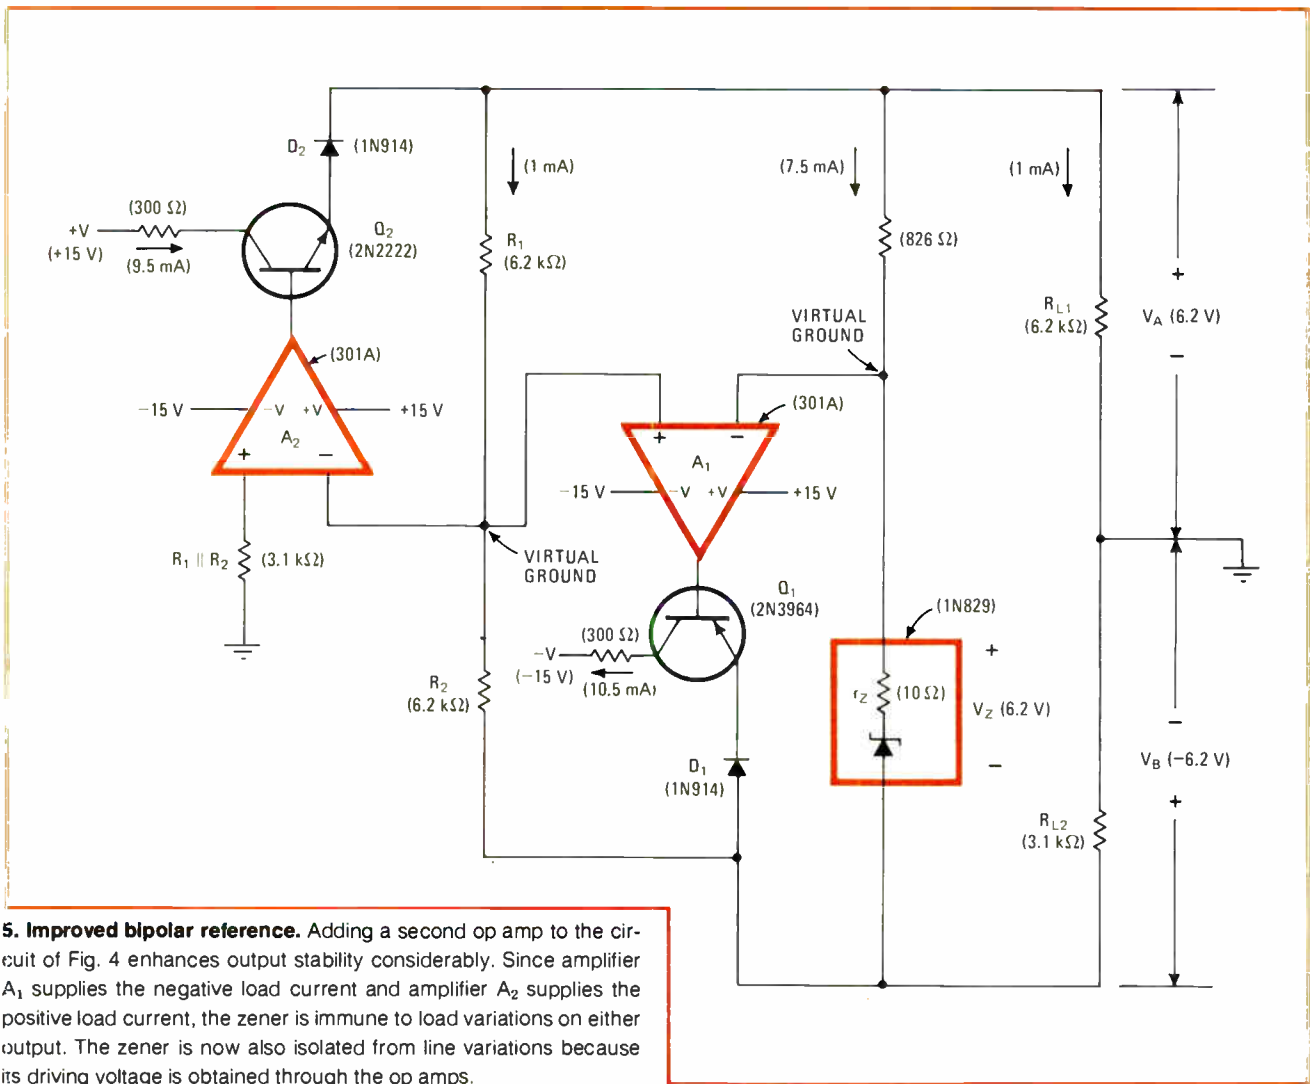 D₂ (1N914)
(1 mA)
(7.5 mA)
(1 mA)
(300 Ω)
+V
(+15 V)
(9.5 mA)
Q₂
(2N2222)
R₁
(6.2 kΩ)
(826 Ω)
VIRTUAL
GROUND
RL1
(6.2 kΩ)
+
VA (6.2 V)
−
(301A)
−15 V −V +V +15 V
A₂
+ −
(301A)
+ −
A₁
−15 V −V +V +15 V
R₁ || R₂ (3.1 kΩ)
VIRTUAL
GROUND
Q₁
(2N3964)
(300 Ω)
−V
(−15 V)
(10.5 mA)
(1N829)
+
rZ (10 Ω)
VZ (6.2 V)
−
R₂
(6.2 kΩ)
D₁
(1N914)
−
VB (−6.2 V)
+
RL2
(3.1 kΩ)
5. Improved bipolar reference. Adding a second op amp to the cir-
cuit of Fig. 4 enhances output stability considerably. Since amplifier
A₁ supplies the negative load current and amplifier A₂ supplies the
positive load current, the zener is immune to load variations on either
output. The zener is now also isolated from line variations because
its driving voltage is obtained through the op amps.